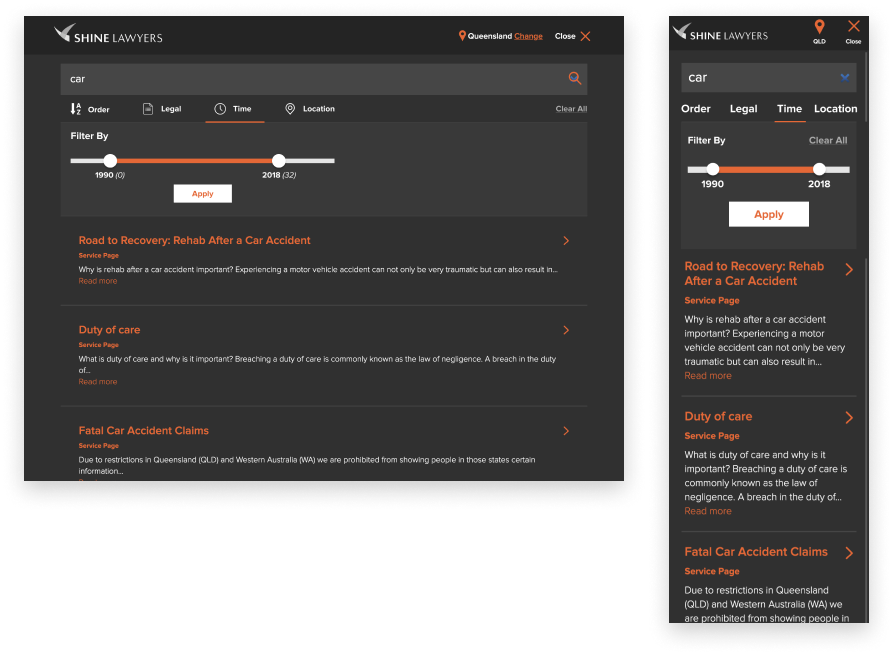 SHINE LAWYERS
Queensland Change
Close
car
Order
Legal
Time
Location
Clear All
Filter By
1990 (0)
2018 (32)
Apply
Road to Recovery: Rehab After a Car Accident
Service Page
Why is rehab after a car accident important? Experiencing a motor vehicle accident can not only be very traumatic but can also result in...
Read more
Duty of care
Service Page
What is duty of care and why is it important? Breaching a duty of care is commonly known as the law of negligence. A breach in the duty
of...
Read more
Fatal Car Accident Claims
Service Page
Due to restrictions in Queensland (QLD) and Western Australia (WA) we are prohibited from showing people in those states certain
information...
SHINE LAWYERS
QLD
Close
car
Order
Legal
Time
Location
Filter By
Clear All
1990
2018
Apply
Road to Recovery: Rehab
After a Car Accident
Service Page
Why is rehab after a car accident
important? Experiencing a motor
vehicle accident can not only be very
traumatic but can also result in...
Read more
Duty of care
Service Page
What is duty of care and why is it
important? Breaching a duty of care is
commonly known as the law of
negligence. A breach in the duty of...
Read more
Fatal Car Accident Claims
Service Page
Due to restrictions in Queensland
(QLD) and Western Australia (WA) we
are prohibited from showing people in